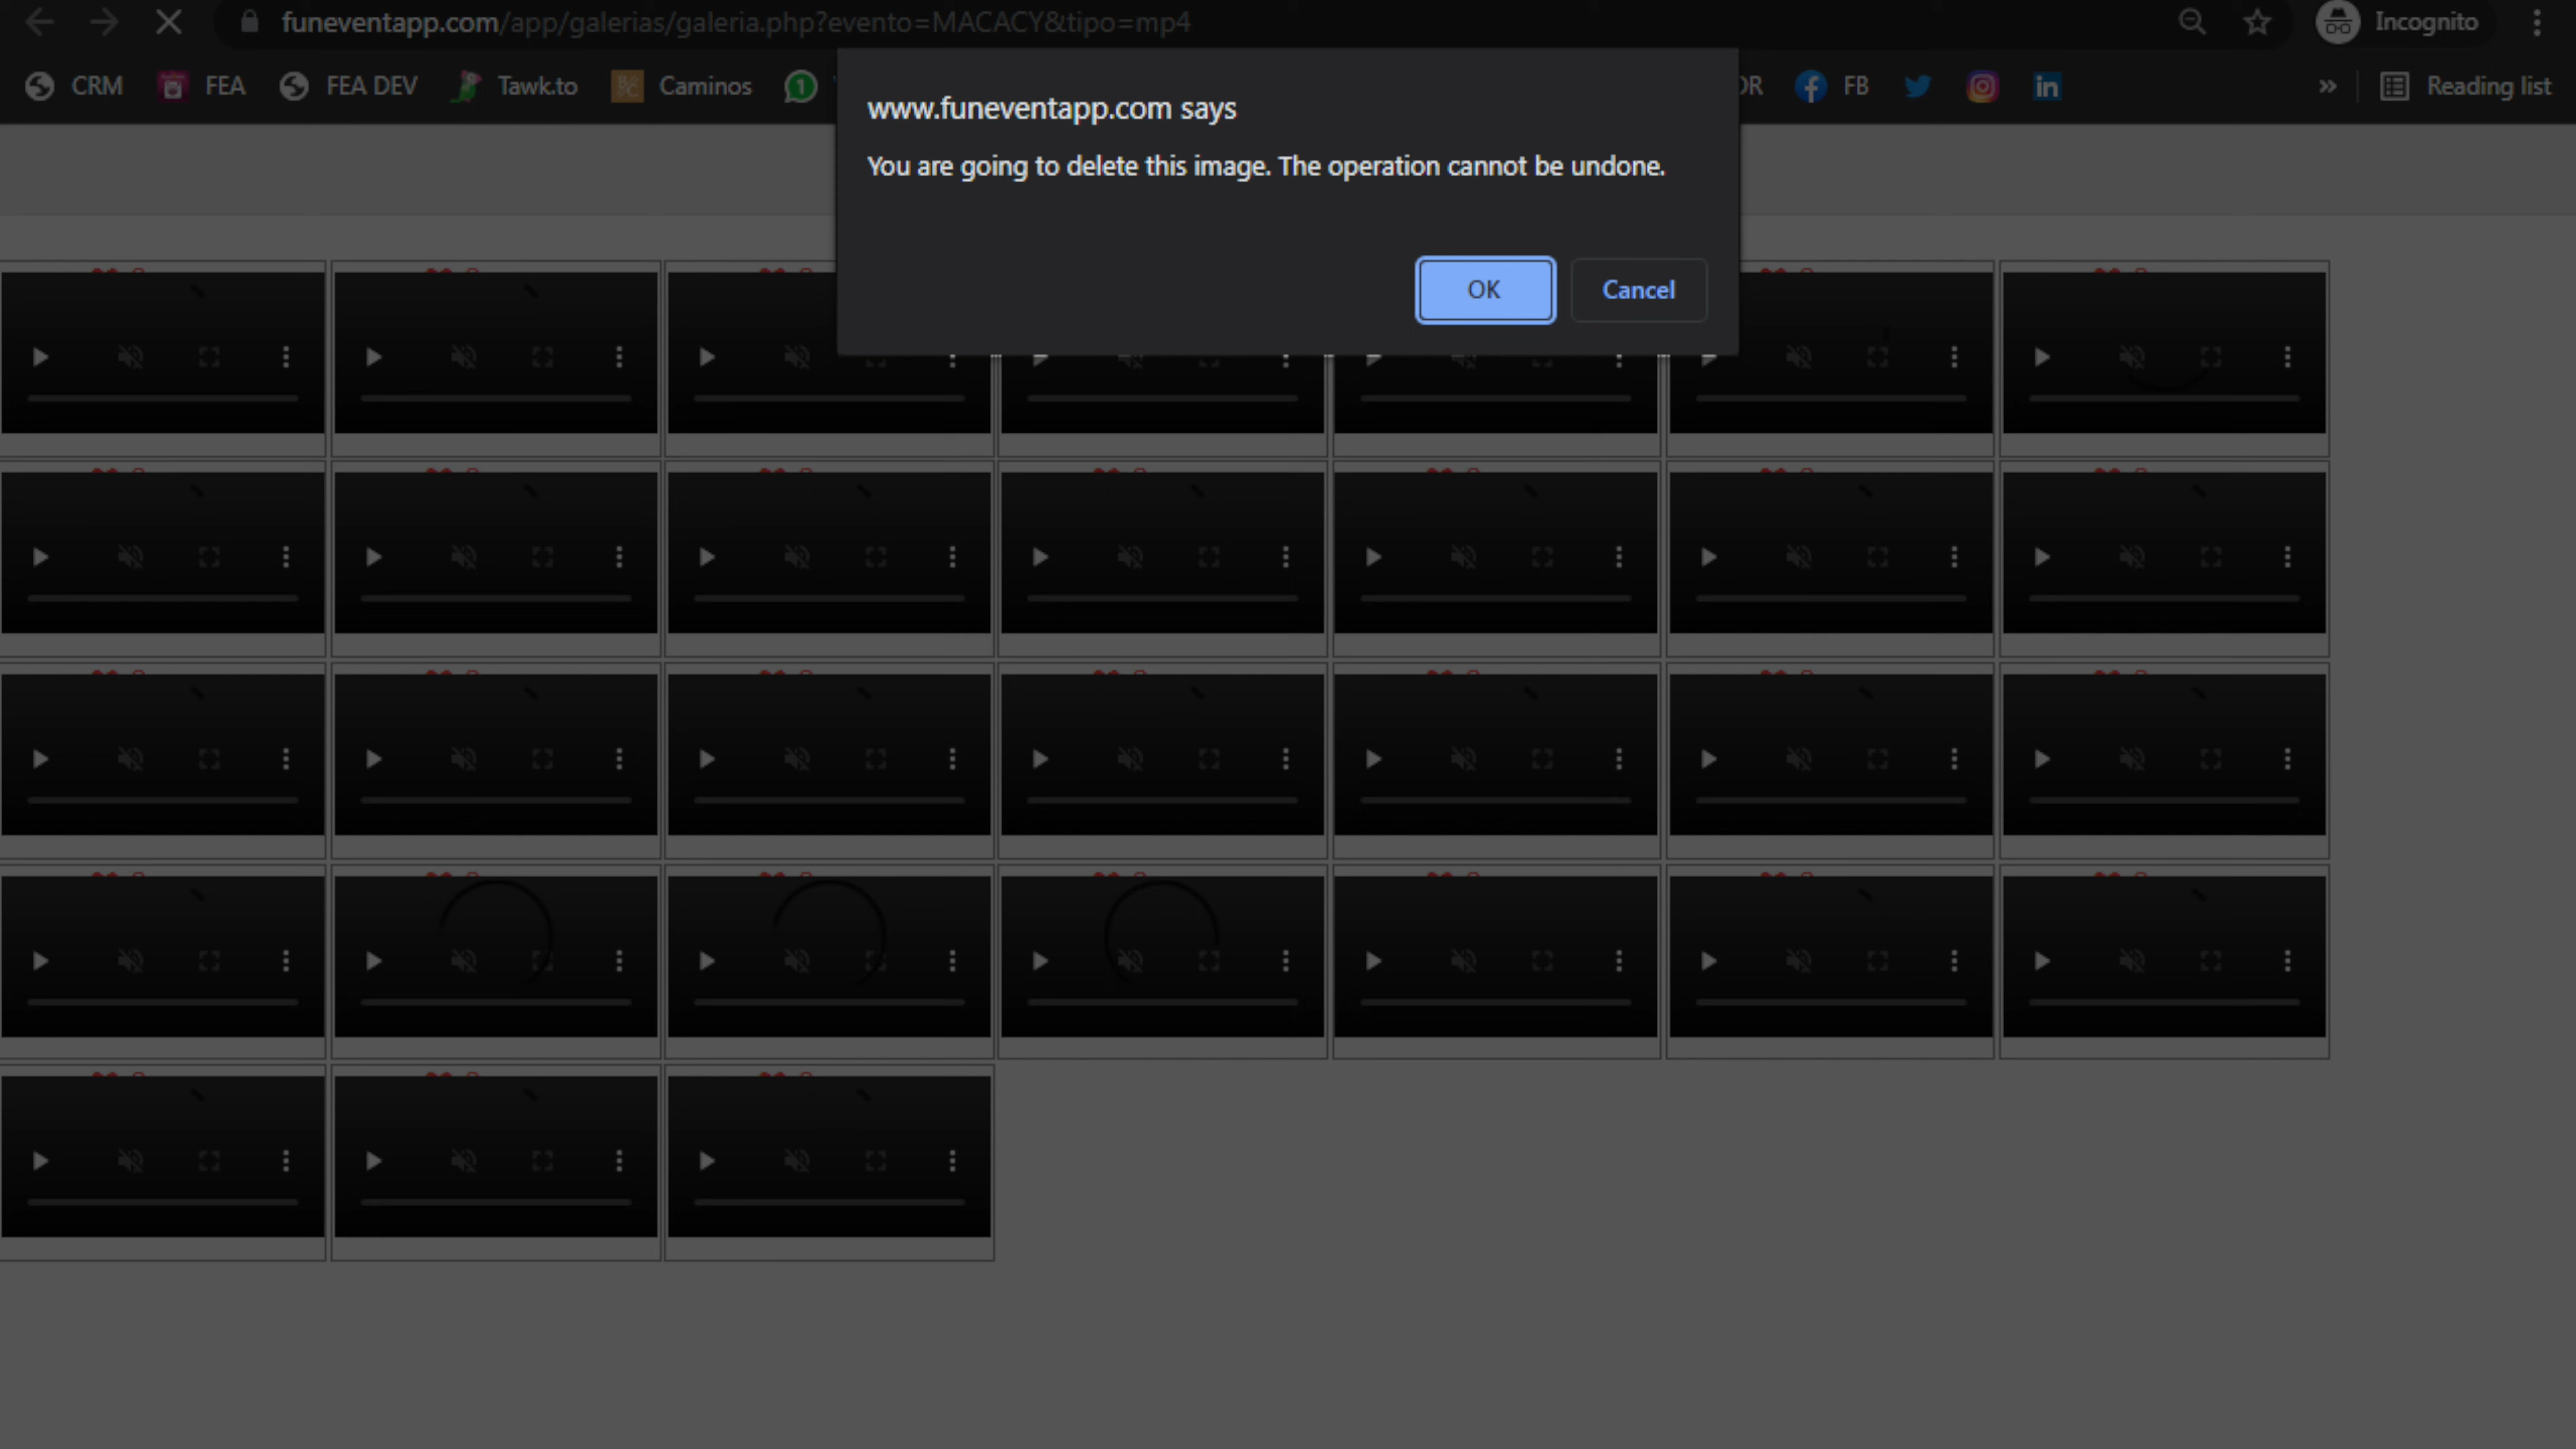 funeventapp.com/app/galerias/galeria.php?evento=MACACY&tipo=mp4
Incognito
CRM
FEA
FEA DEV
Tawk.to
Caminos
1
FB
in
»
Reading list
www.funeventapp.com says
You are going to delete this image. The operation cannot be undone.
OK
Cancel